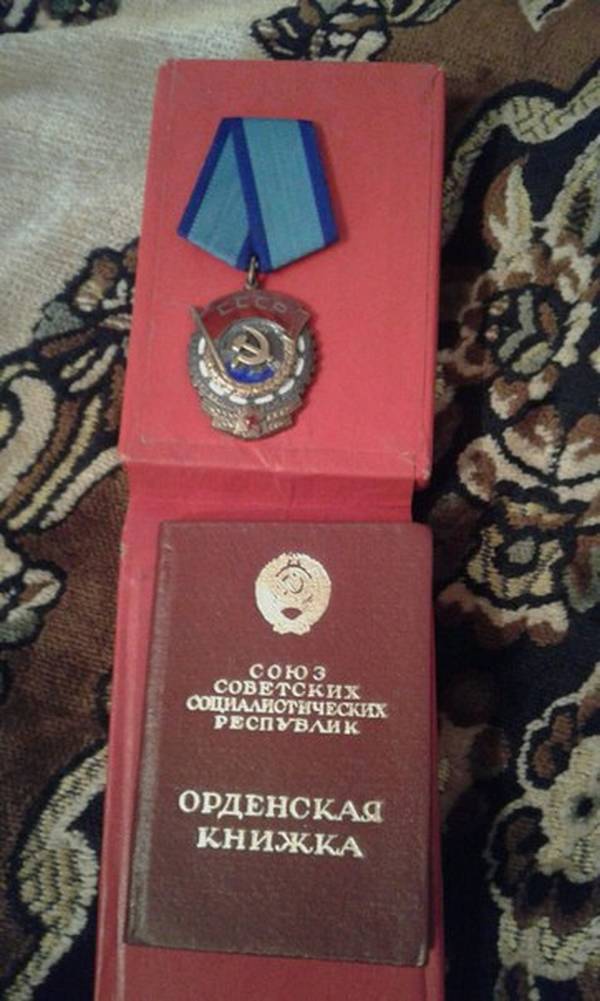 СССР
СОЮЗ
СОВЕТСКИХ
СОЦИАЛИСТИЧЕСКИХ
РЕСПУБЛИК
ОРДЕНСКАЯ
КНИЖКА